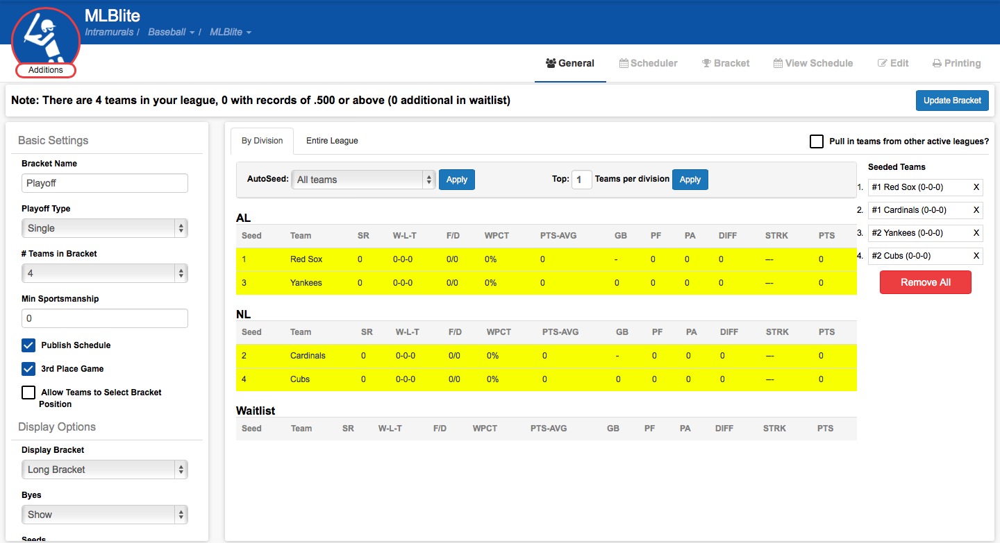 MLBlite
Intramurals / Baseball / MLBlite
Additions
General Scheduler Bracket View Schedule Edit Printing
Note: There are 4 teams in your league, 0 with records of .500 or above (0 additional in waitlist)
Update Bracket
Basic Settings
Bracket Name
Playoff
Playoff Type
Single
# Teams in Bracket
4
Min Sportsmanship
0
Publish Schedule
3rd Place Game
Allow Teams to Select Bracket
Position
Display Options
Display Bracket
Long Bracket
Byes
Show
Seeds
By Division Entire League
Pull in teams from other active leagues?
AutoSeed: All teams Apply Top: 1 Teams per division Apply
AL
Seed Team SR W-L-T F/D WPCT PTS-AVG GB PF PA DIFF STRK PTS
1 Red Sox 0 0-0-0 0/0 0% 0 - 0 0 0 --- 0
3 Yankees 0 0-0-0 0/0 0% 0 0 0 0 0 --- 0
NL
Seed Team SR W-L-T F/D WPCT PTS-AVG GB PF PA DIFF STRK PTS
2 Cardinals 0 0-0-0 0/0 0% 0 - 0 0 0 --- 0
4 Cubs 0 0-0-0 0/0 0% 0 0 0 0 0 --- 0
Waitlist
Seed Team SR W-L-T F/D WPCT PTS-AVG GB PF PA DIFF STRK PTS
Seeded Teams
1. #1 Red Sox (0-0-0) X
2. #1 Cardinals (0-0-0) X
3. #2 Yankees (0-0-0) X
4. #2 Cubs (0-0-0) X
Remove All